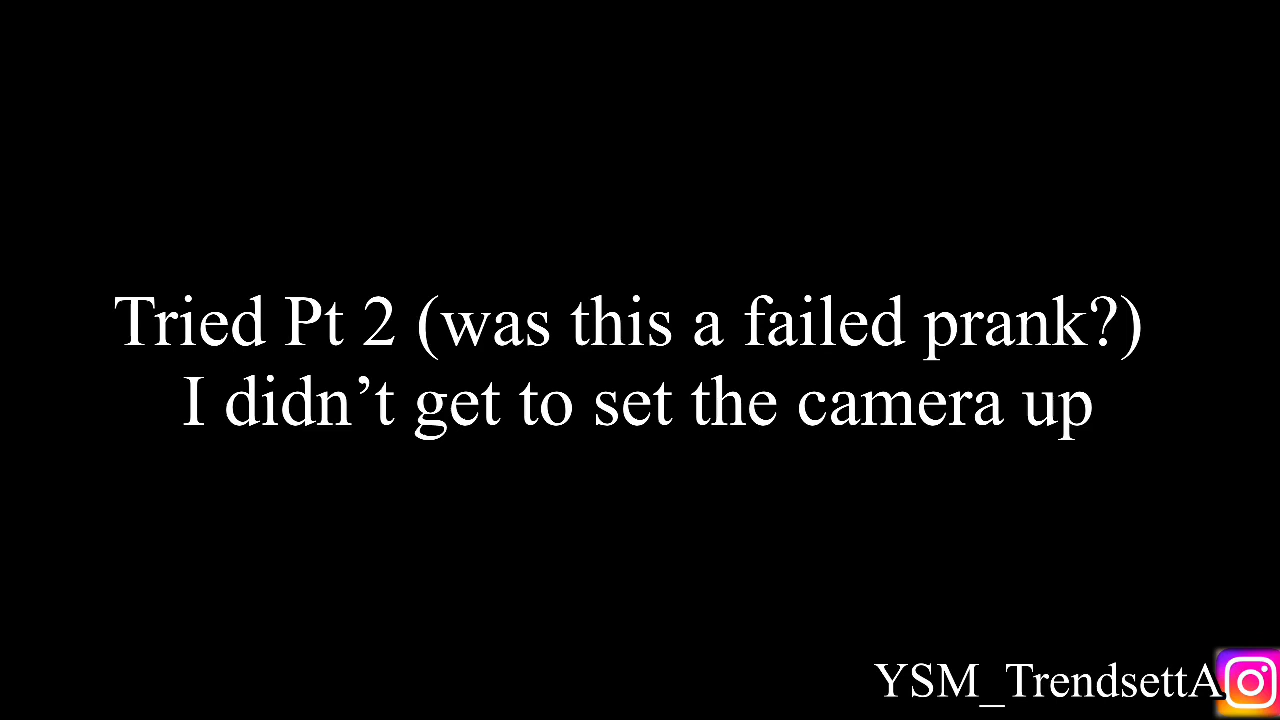 Tried Pt 2 (was this a failed prank?)
I didn’t get to set the camera up
YSM_TrendsettA